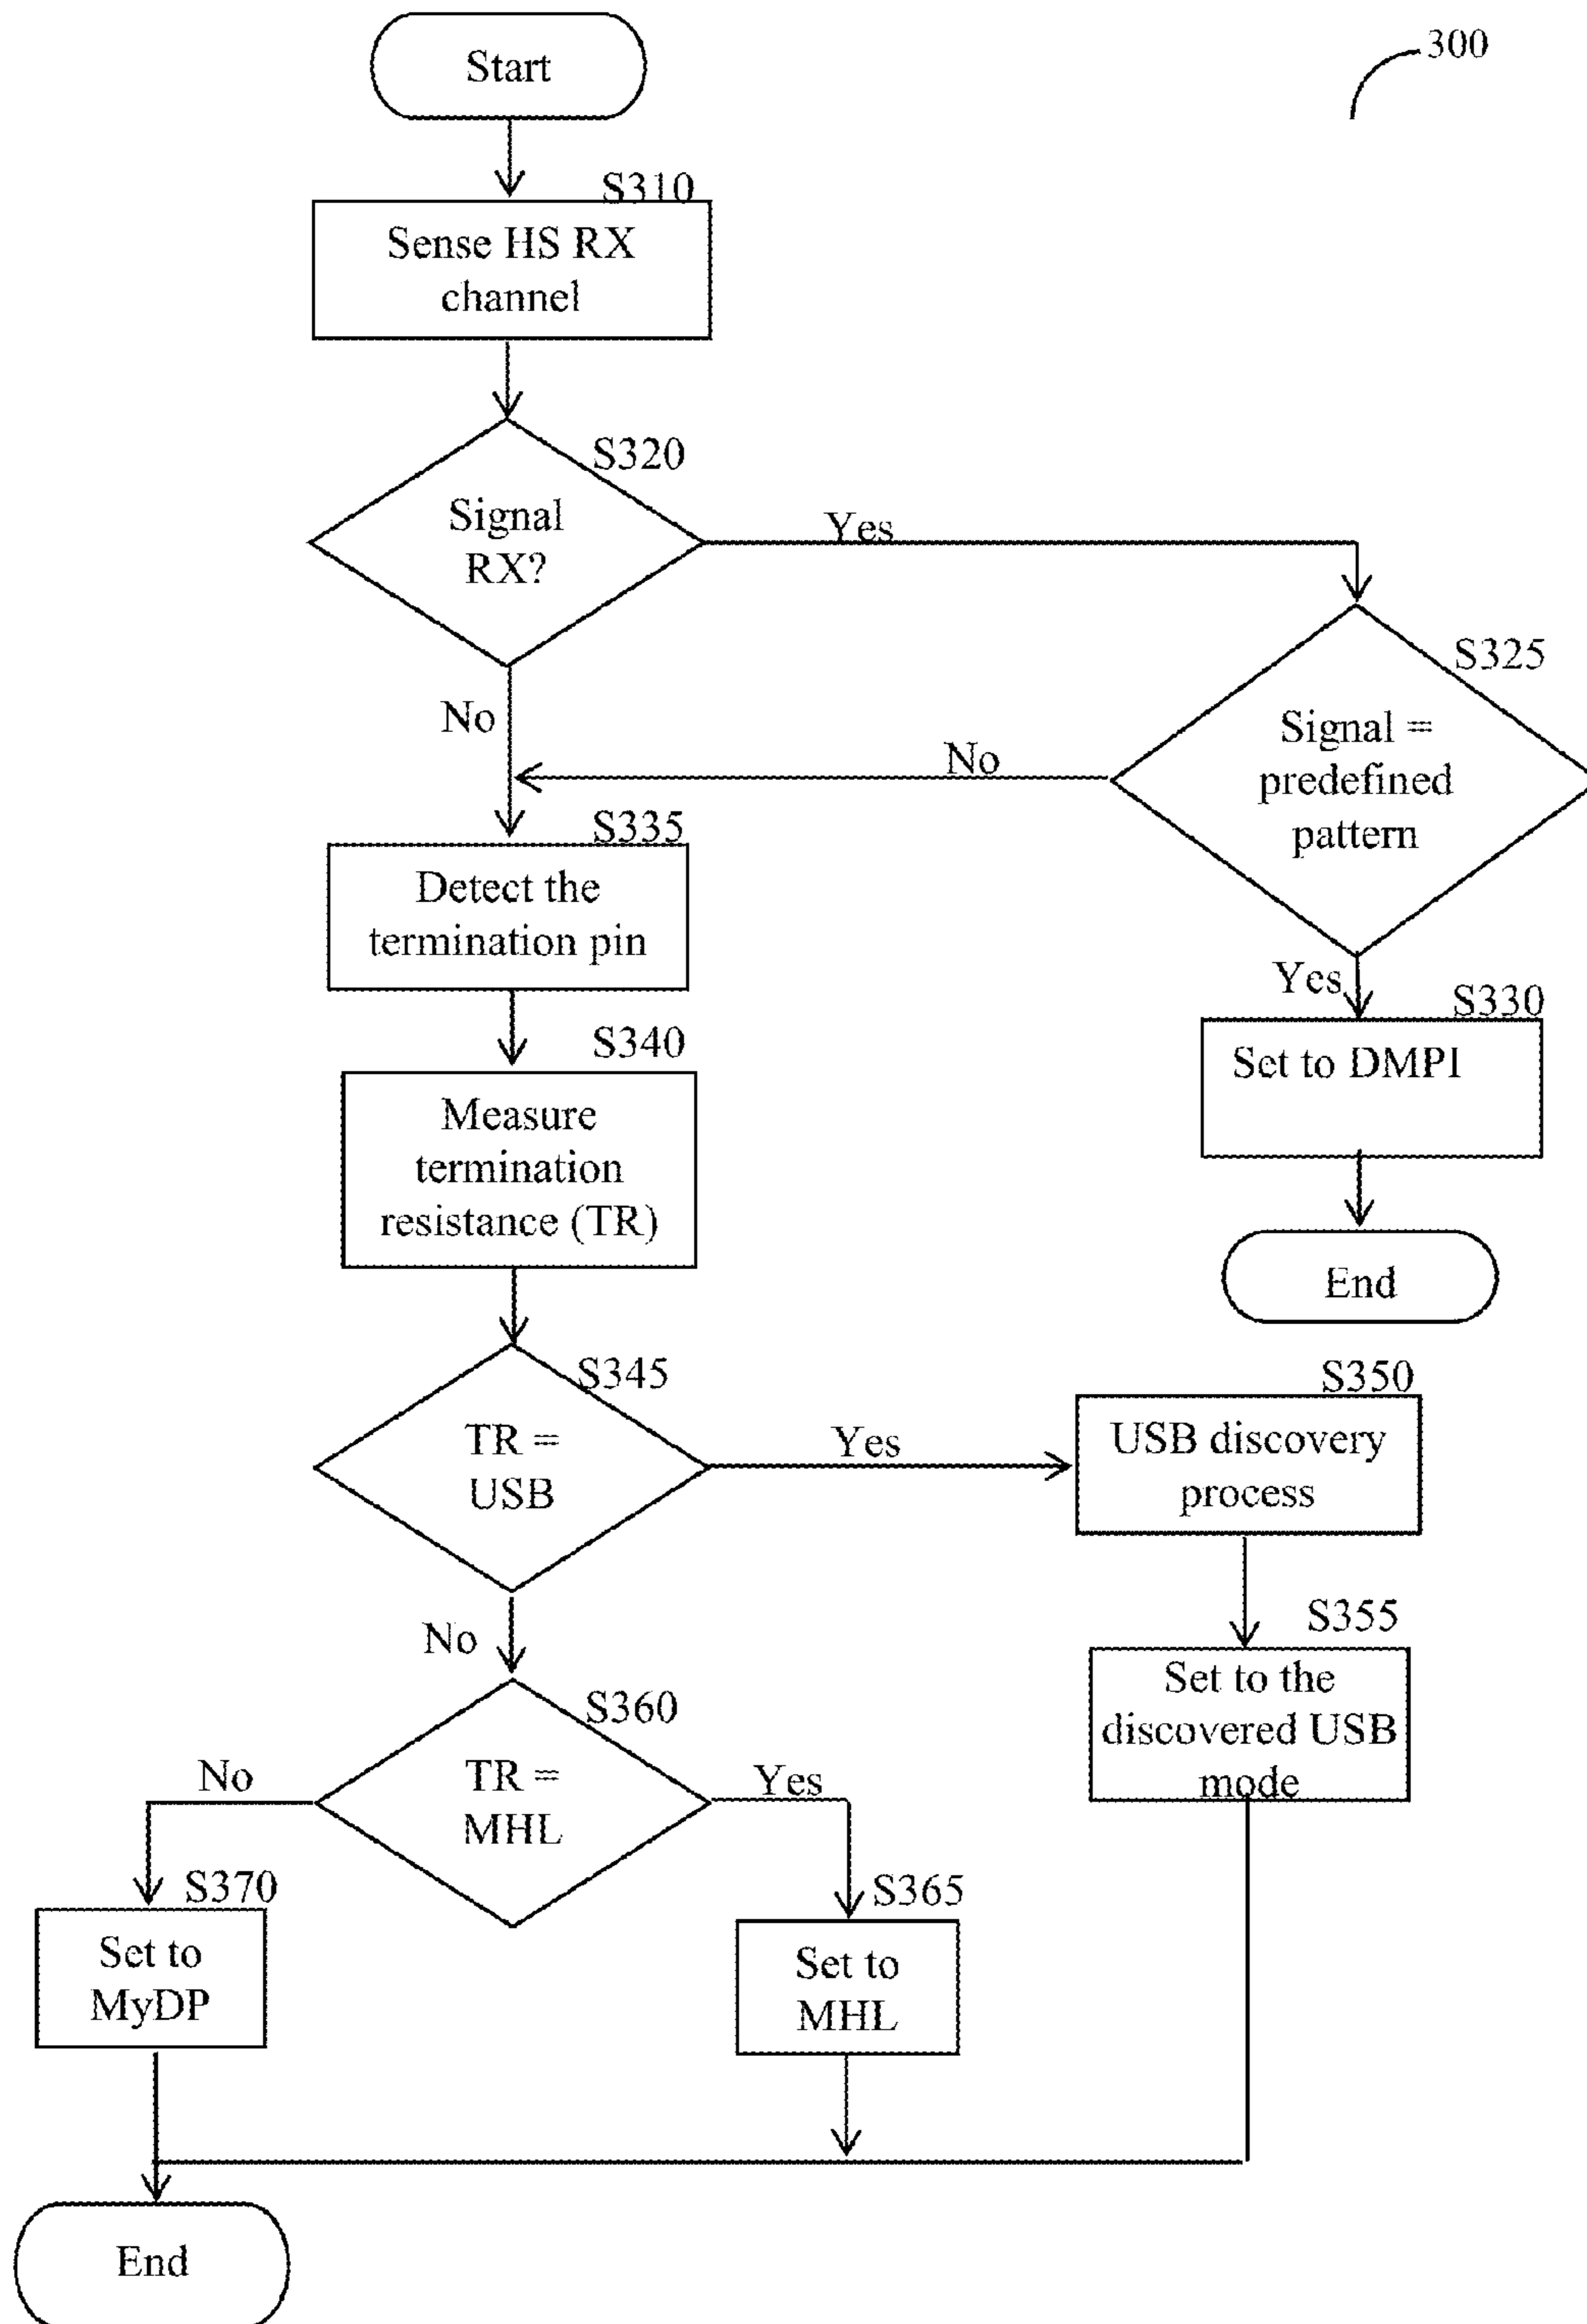 Start
300
S310
Sense HS RX
channel
S320
Signal
RX?
Yes
S325
Signal =
predefined
pattern
No
No
S335
Detect the
termination pin
Yes
S330
Set to DMPI
S340
Measure
termination
resistance (TR)
End
S345
TR =
USB
Yes
S350
USB discovery
process
No
S355
Set to the
discovered USB
mode
S360
TR =
MHL
No
Yes
S370
Set to
MyDP
S365
Set to
MHL
End